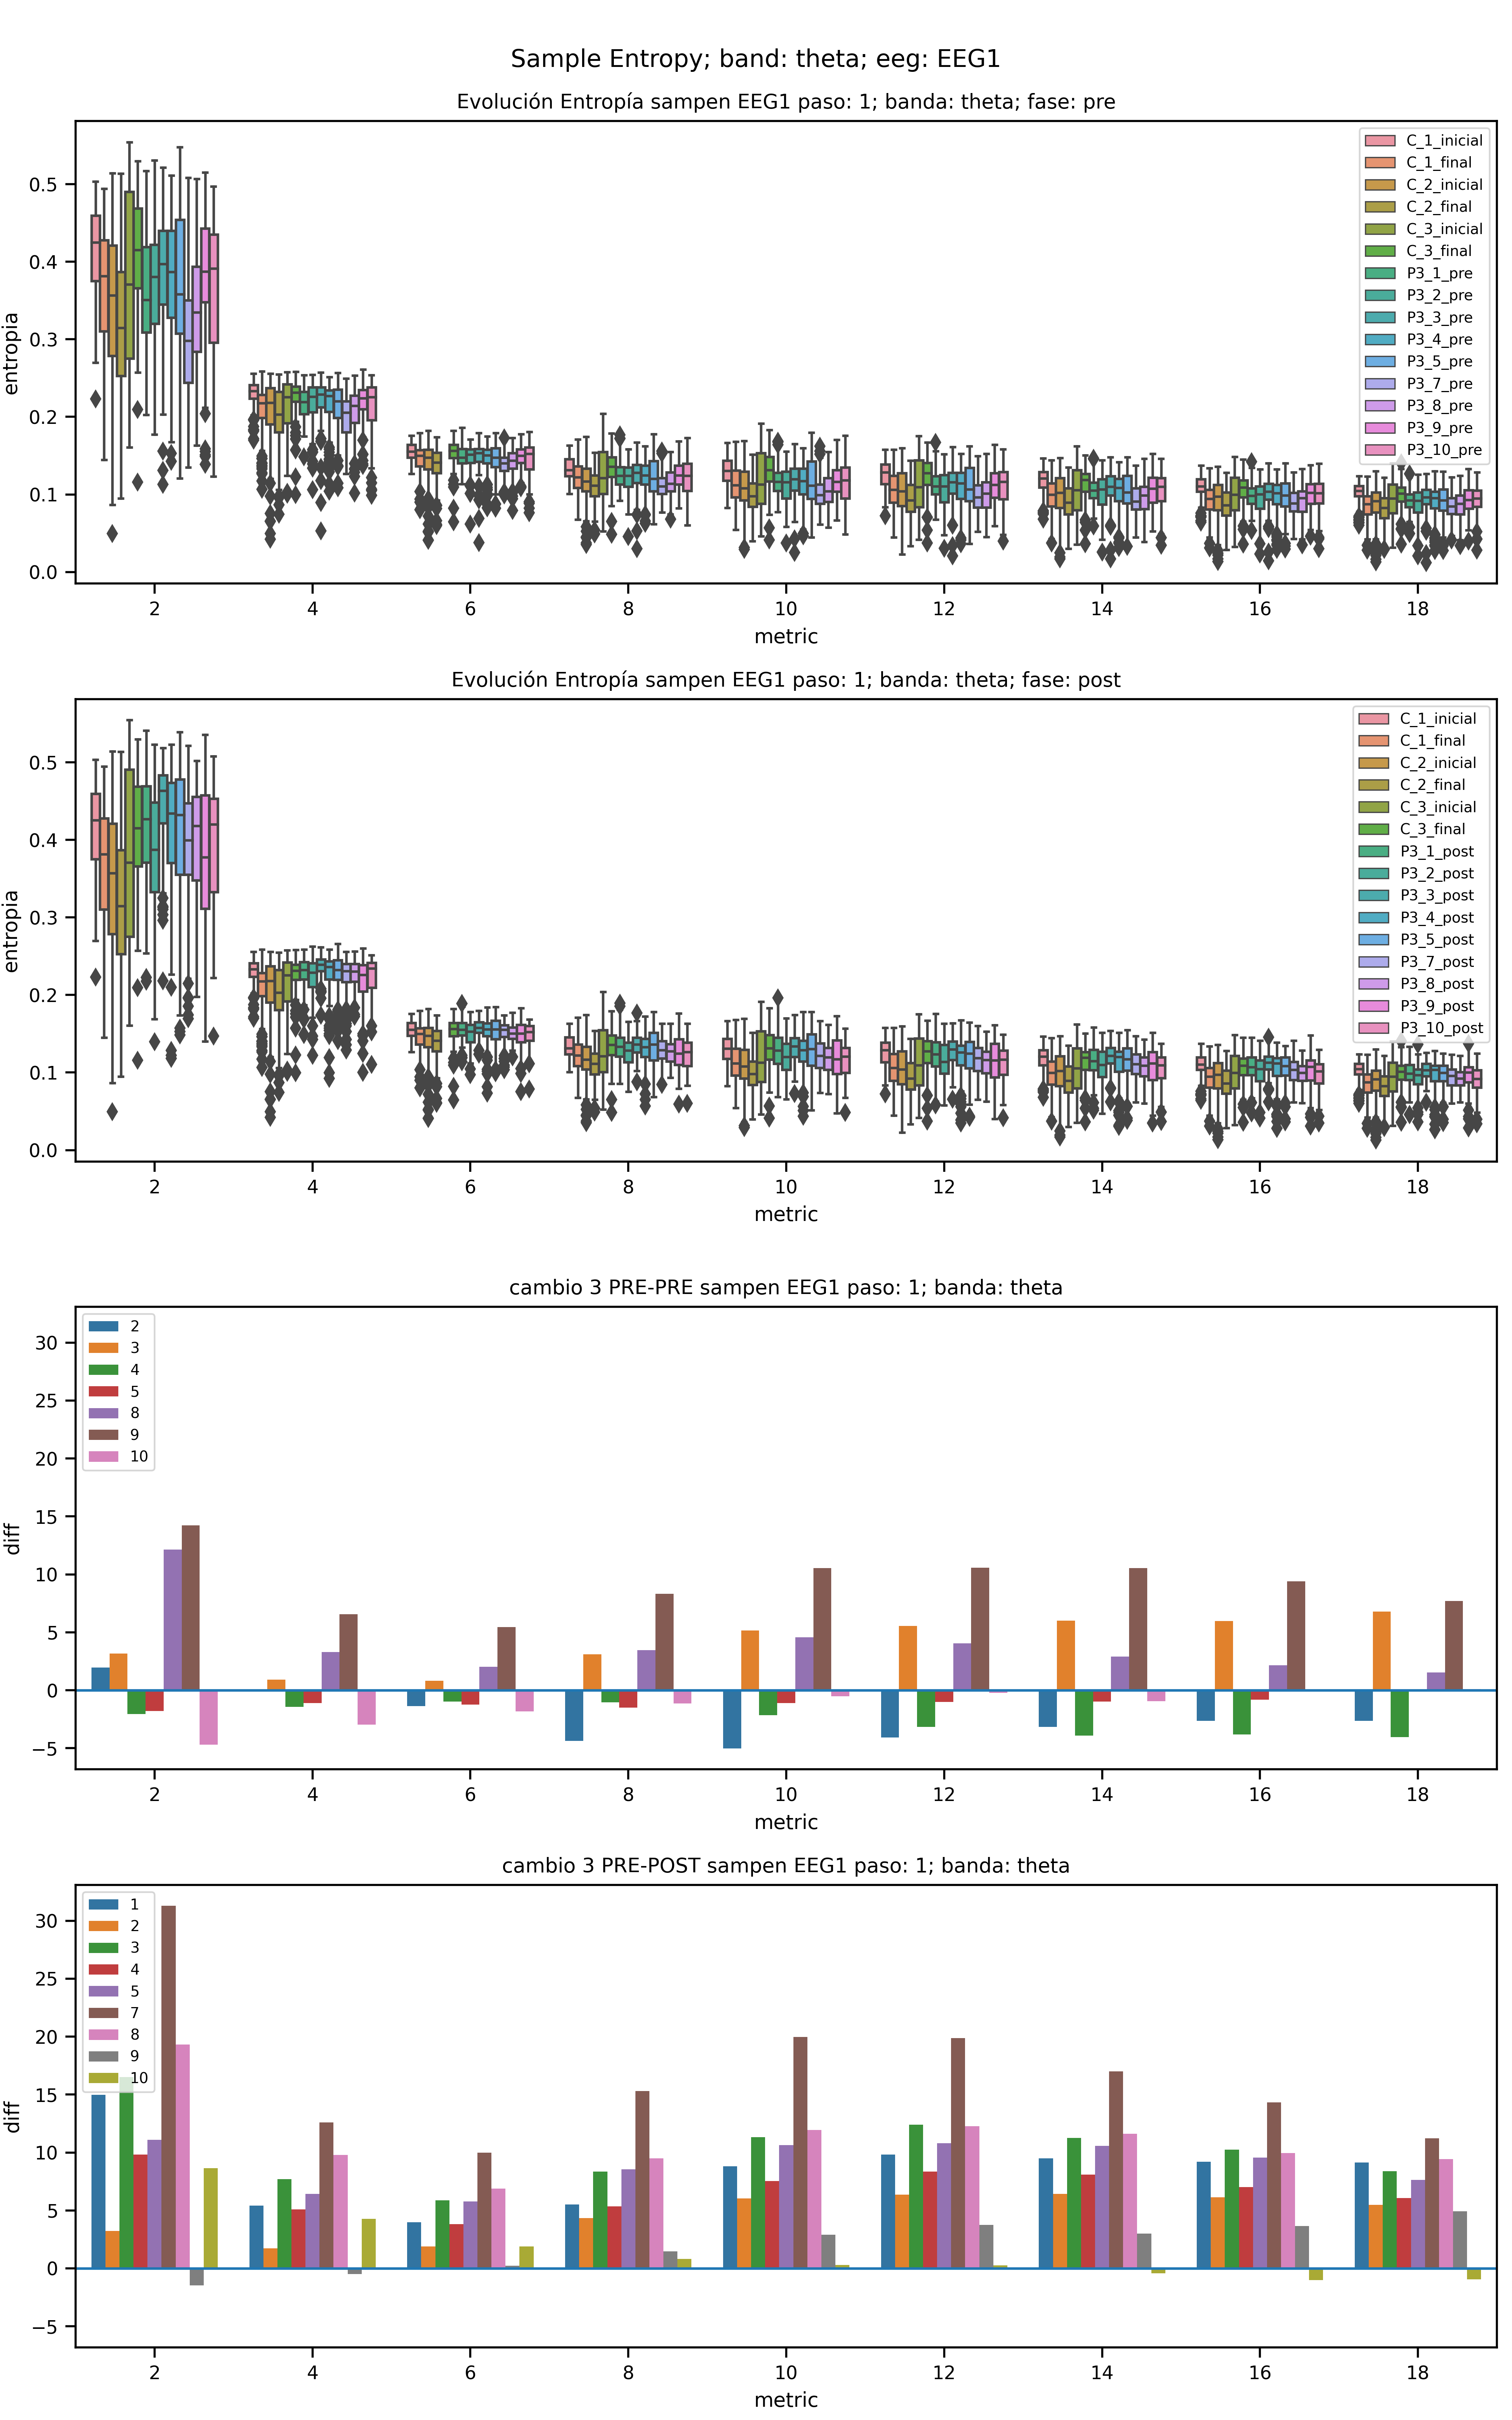 Sample Entropy; band: theta; eeg: EEG1
Evolución Entropía sampen EEG1 paso: 1; banda: theta; fase: pre
entropia
0.5
0.4
0.3
0.2
0.1
0.0
C_1_inicial
C_1_final
C_2_inicial
C_2_final
C_3_inicial
C_3_final
P3_1_pre
P3_2_pre
P3_3_pre
P3_4_pre
P3_5_pre
P3_7_pre
P3_8_pre
P3_9_pre
P3_10_pre
2 4 6 8 10 12 14 16 18
metric
Evolución Entropía sampen EEG1 paso: 1; banda: theta; fase: post
entropia
0.5
0.4
0.3
0.2
0.1
0.0
C_1_inicial
C_1_final
C_2_inicial
C_2_final
C_3_inicial
C_3_final
P3_1_post
P3_2_post
P3_3_post
P3_4_post
P3_5_post
P3_7_post
P3_8_post
P3_9_post
P3_10_post
2 4 6 8 10 12 14 16 18
metric
cambio 3 PRE-PRE sampen EEG1 paso: 1; banda: theta
diff
30
25
20
15
10
5
0
−5
2
3
4
5
8
9
10
2 4 6 8 10 12 14 16 18
metric
cambio 3 PRE-POST sampen EEG1 paso: 1; banda: theta
diff
30
25
20
15
10
5
0
−5
1
2
3
4
5
7
8
9
10
2 4 6 8 10 12 14 16 18
metric